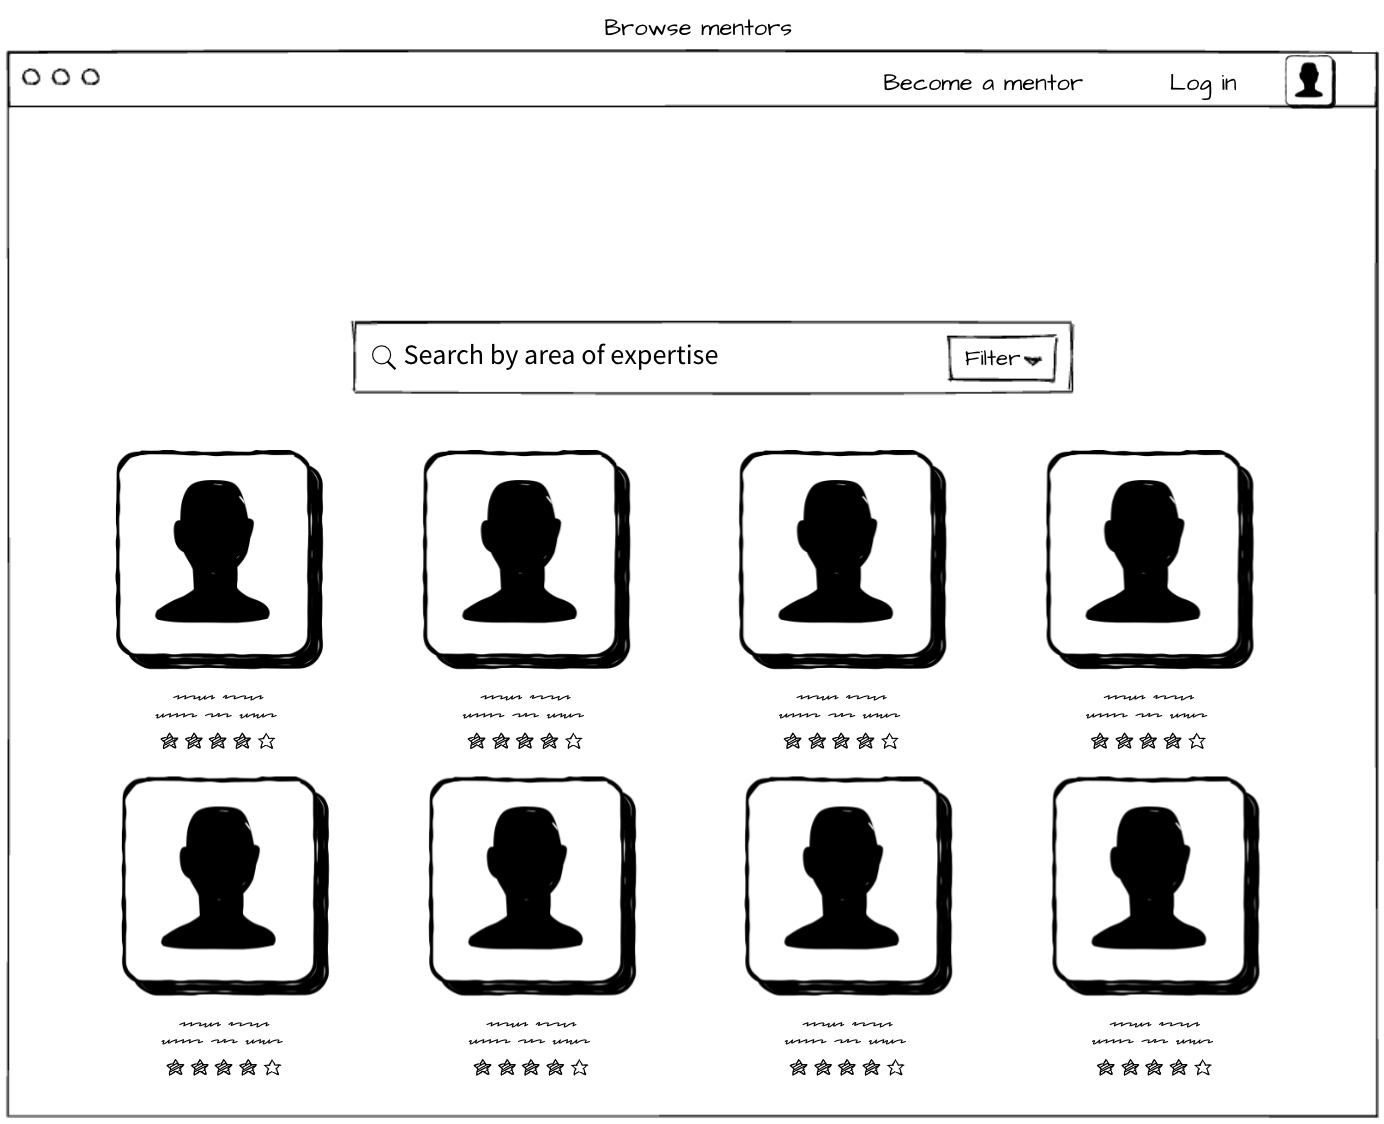 Browse mentors
Become a mentor
Log in
Search by area of expertise
Filter